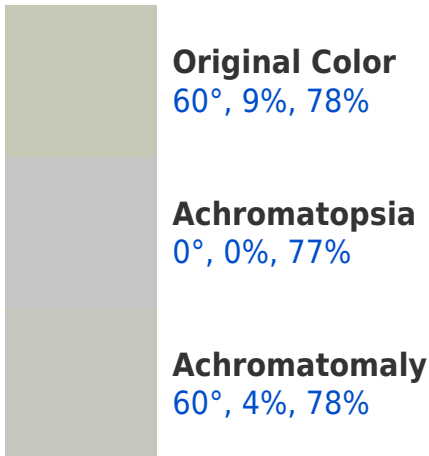 Original Color
60°, 9%, 78%
Achromatopsia
0°, 0%, 77%
Achromatomaly
60°, 4%, 78%